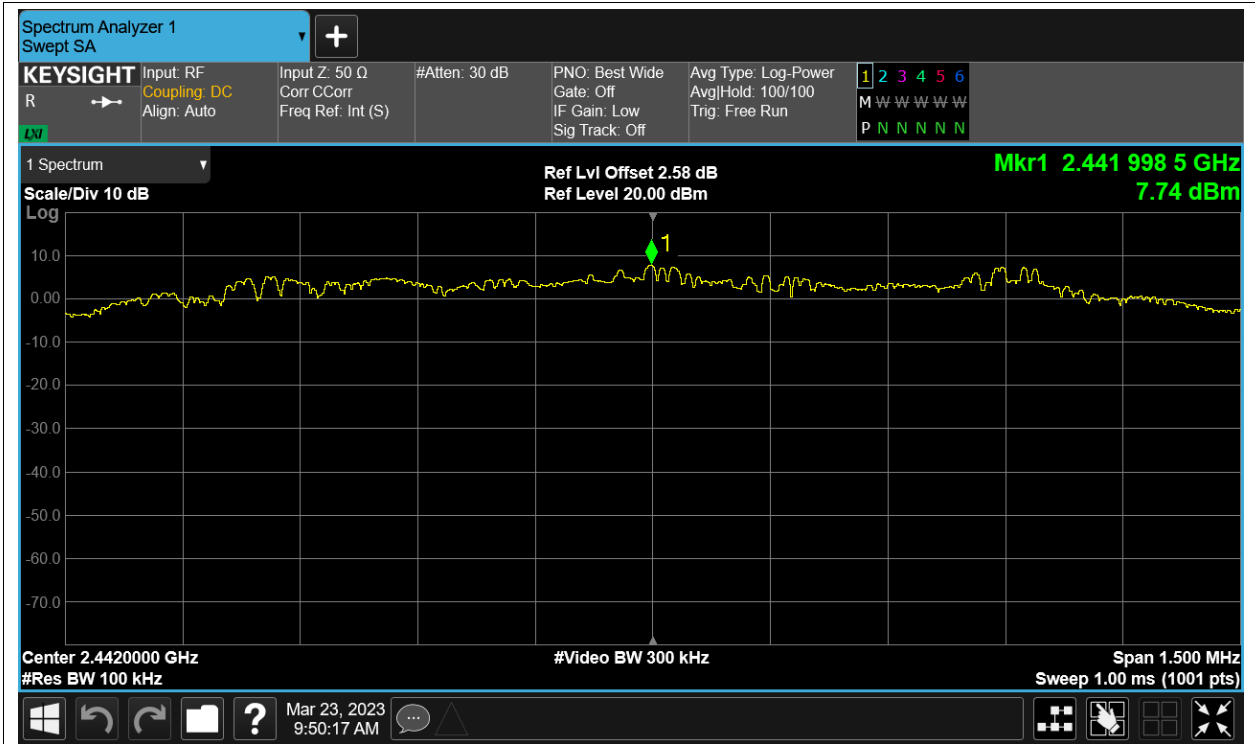 Spectrum Analyzer 1
Swept SA
+
KEYSIGHT
R
LXI
Input: RF
Coupling: DC
Align: Auto
Input Z: 50 Ω
Corr CCorr
Freq Ref: Int (S)
#Atten: 30 dB
PNO: Best Wide
Gate: Off
IF Gain: Low
Sig Track: Off
Avg Type: Log-Power
Avg|Hold: 100/100
Trig: Free Run
1 2 3 4 5 6
M W W W W W
P N N N N N
1 Spectrum
Scale/Div 10 dB
Log
Ref Lvl Offset 2.58 dB
Ref Level 20.00 dBm
Mkr1 2.441 998 5 GHz
7.74 dBm
1
10.0
0.00
-10.0
-20.0
-30.0
-40.0
-50.0
-60.0
-70.0
Center 2.4420000 GHz
#Res BW 100 kHz
#Video BW 300 kHz
Span 1.500 MHz
Sweep 1.00 ms (1001 pts)
?
Mar 23, 2023
9:50:17 AM